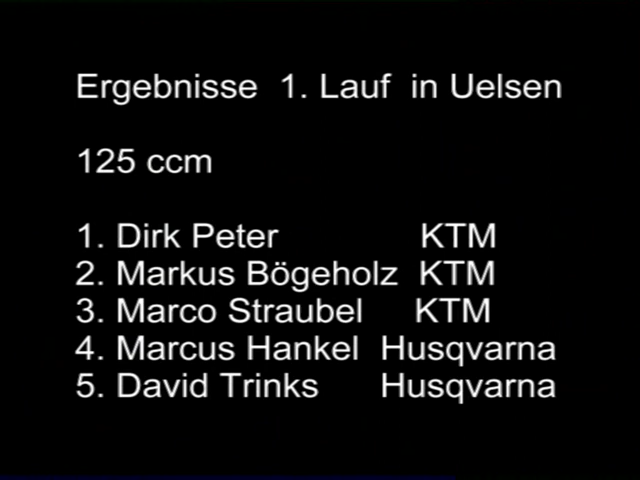 Ergebnisse 1. Lauf in Uelsen
125 ccm
1. Dirk Peter KTM
2. Markus Bögeholz KTM
3. Marco Straubel KTM
4. Marcus Hankel Husqvarna
5. David Trinks Husqvarna